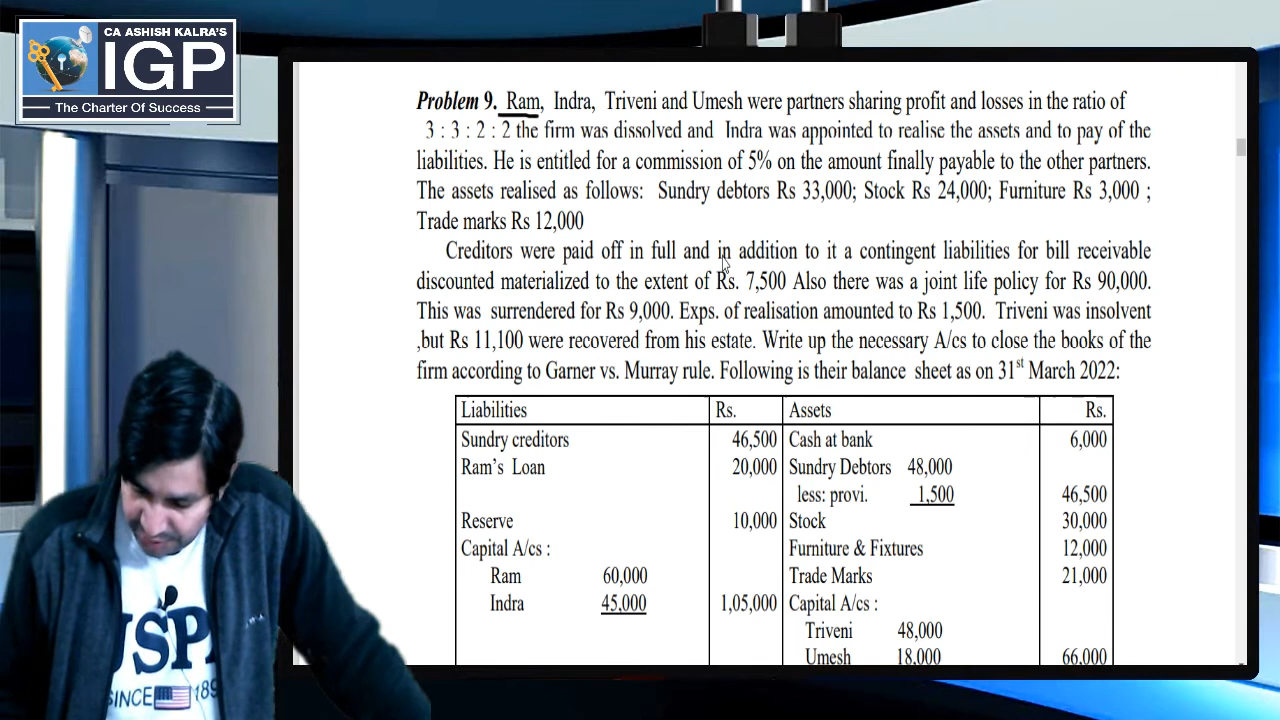 CA ASHISH KALRA'S
IGP
The Charter Of Success
Problem 9. Ram, Indra, Triveni and Umesh were partners sharing profit and losses in the ratio of
3 : 3 : 2 : 2 the firm was dissolved and Indra was appointed to realise the assets and to pay of the
liabilities. He is entitled for a commission of 5% on the amount finally payable to the other partners.
The assets realised as follows: Sundry debtors Rs 33,000; Stock Rs 24,000; Furniture Rs 3,000 ;
Trade marks Rs 12,000
Creditors were paid off in full and in addition to it a contingent liabilities for bill receivable
discounted materialized to the extent of Rs. 7,500 Also there was a joint life policy for Rs 90,000.
This was surrendered for Rs 9,000. Exps. of realisation amounted to Rs 1,500. Triveni was insolvent
,but Rs 11,100 were recovered from his estate. Write up the necessary A/cs to close the books of the
firm according to Garner vs. Murray rule. Following is their balance sheet as on 31st March 2022:
Liabilities Rs. Assets Rs.
Sundry creditors 46,500 Cash at bank 6,000
Ram's Loan 20,000 Sundry Debtors 48,000
less: provi. 1,500 46,500
Reserve 10,000 Stock 30,000
Capital A/cs : Furniture & Fixtures 12,000
Ram 60,000 Trade Marks 21,000
Indra 45,000 1,05,000 Capital A/cs :
Triveni 48,000
Umesh 18,000 66,000
USPA
SINCE 189